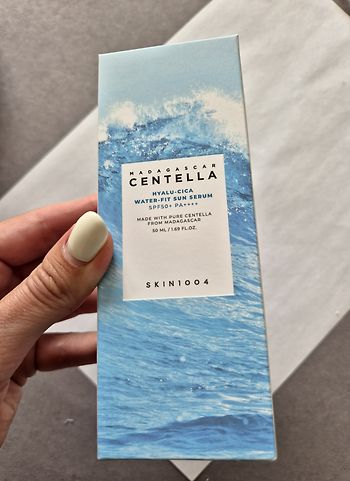 MADAGASCAR
CENTELLA
HYALU-CICA
WATER-FIT SUN SERUM
SPF50+ PA++++
MADE WITH PURE CENTELLA
FROM MADAGASCAR
50 ML / 1.69 FL.OZ.
SKIN1004